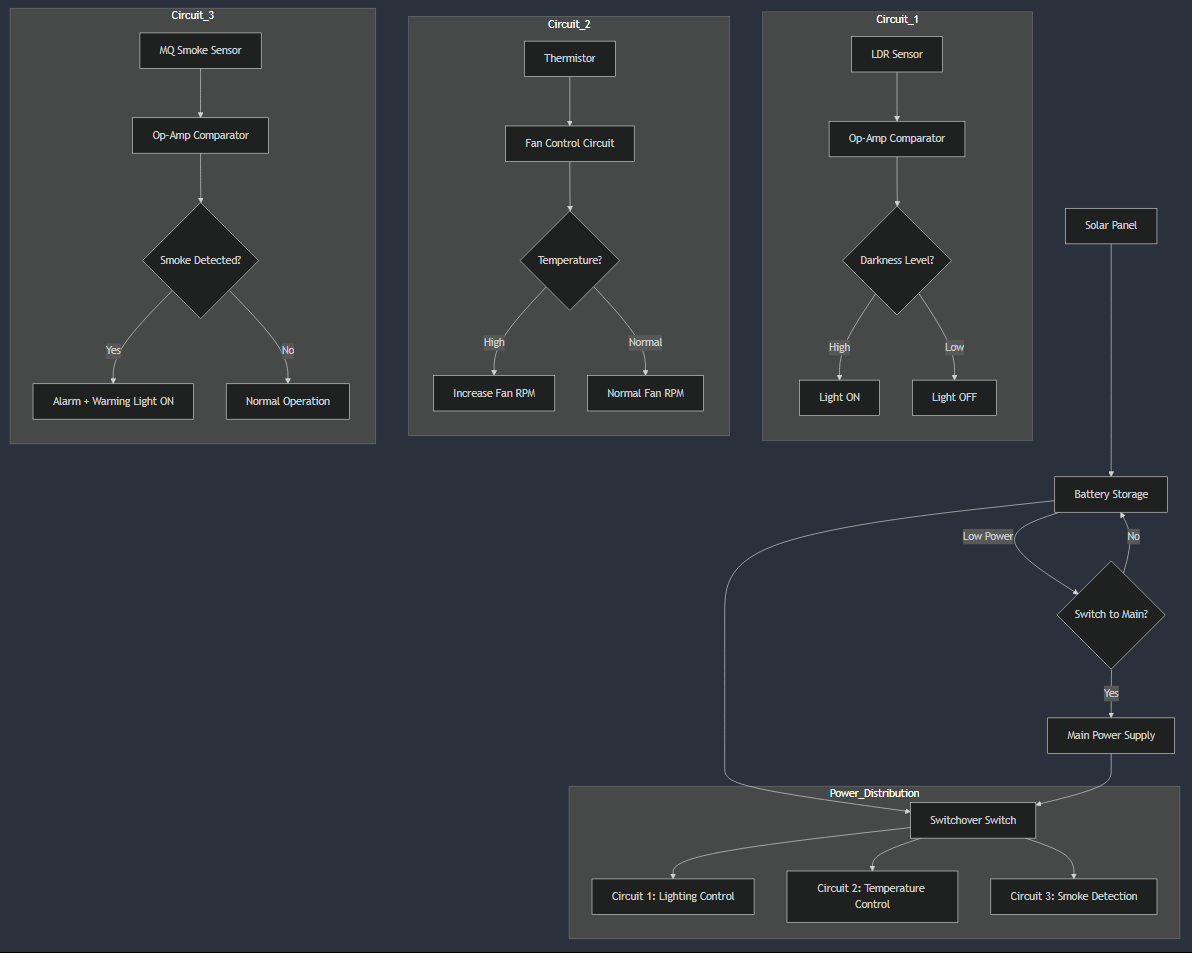 Circuit_3
MQ Smoke Sensor
Op-Amp Comparator
Smoke Detected?
Yes
No
Alarm + Warning Light ON
Normal Operation
Circuit_2
Thermistor
Fan Control Circuit
Temperature?
High
Normal
Increase Fan RPM
Normal Fan RPM
Circuit_1
LDR Sensor
Op-Amp Comparator
Darkness Level?
High
Low
Light ON
Light OFF
Solar Panel
Battery Storage
Low Power
No
Switch to Main?
Yes
Main Power Supply
Power_Distribution
Switchover Switch
Circuit 1: Lighting Control
Circuit 2: Temperature
Control
Circuit 3: Smoke Detection